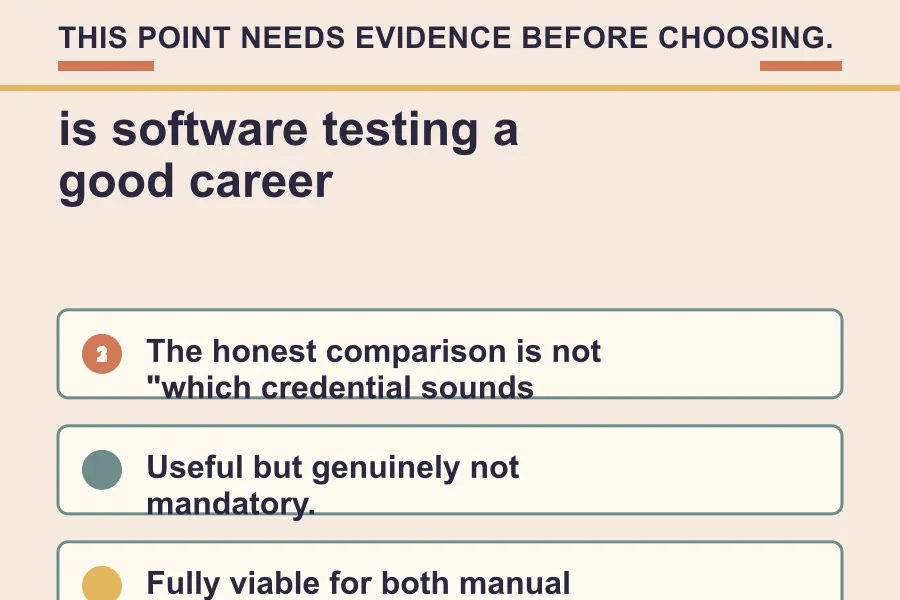 THIS POINT NEEDS EVIDENCE BEFORE CHOOSING.
is software testing a
good career
The honest comparison is not
"which credential sounds
Useful but genuinely not
mandatory.
Fully viable for both manual